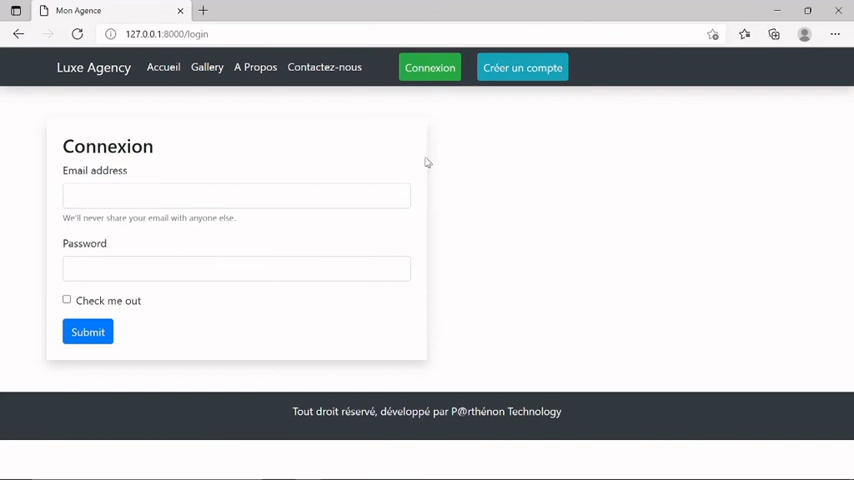 Mon Agence
127.0.0.1:8000/login
Luxe Agency Accueil Gallery A Propos Contactez-nous Connexion Créer un compte
Connexion
Email address
We'll never share your email with anyone else.
Password
Check me out
Submit
Tout droit réservé, développé par P@rthénon Technology